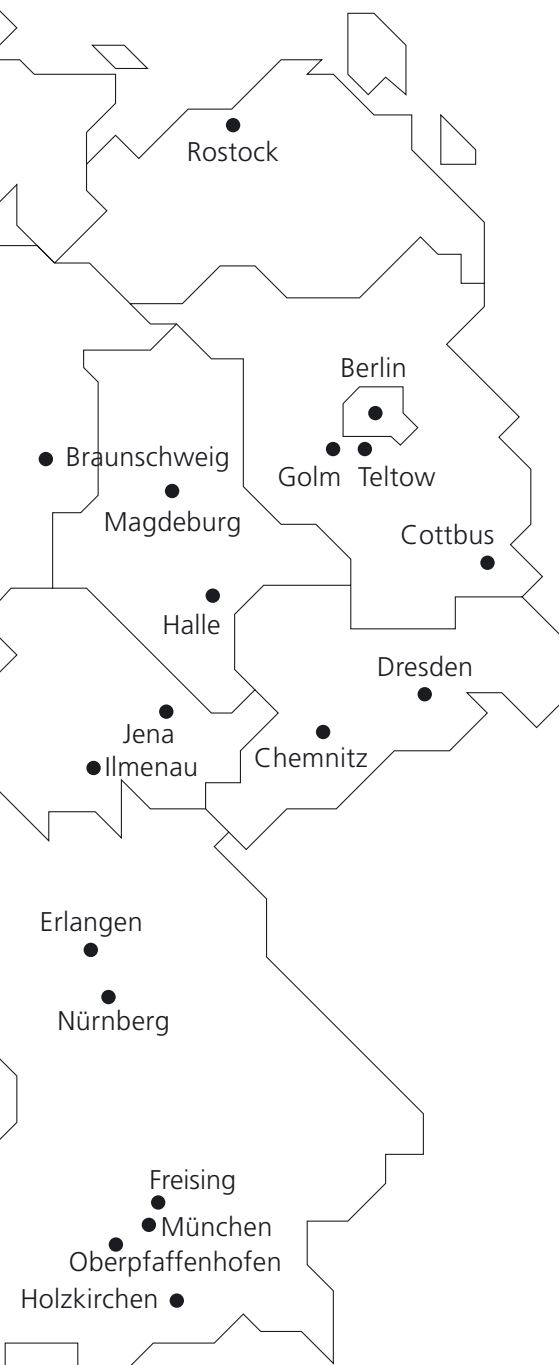 Rostock
Berlin
Braunschweig
Golm
Teltow
Magdeburg
Cottbus
Halle
Dresden
Jena
Chemnitz
Ilmenau
Erlangen
Nürnberg
Freising
München
Oberpfaffenhofen
Holzkirchen